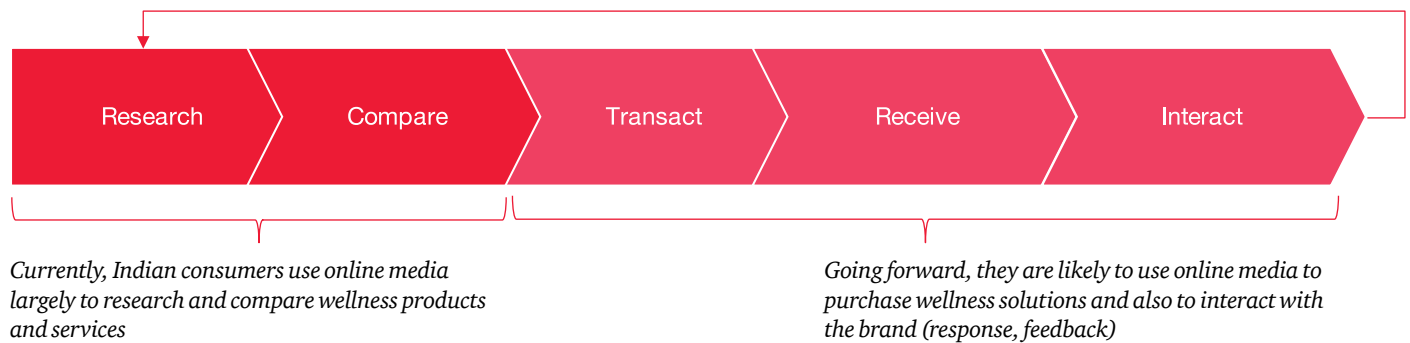 Research
Compare
Transact
Receive
Interact
Currently, Indian consumers use online media
largely to research and compare wellness products
and services
Going forward, they are likely to use online media to
purchase wellness solutions and also to interact with
the brand (response, feedback)